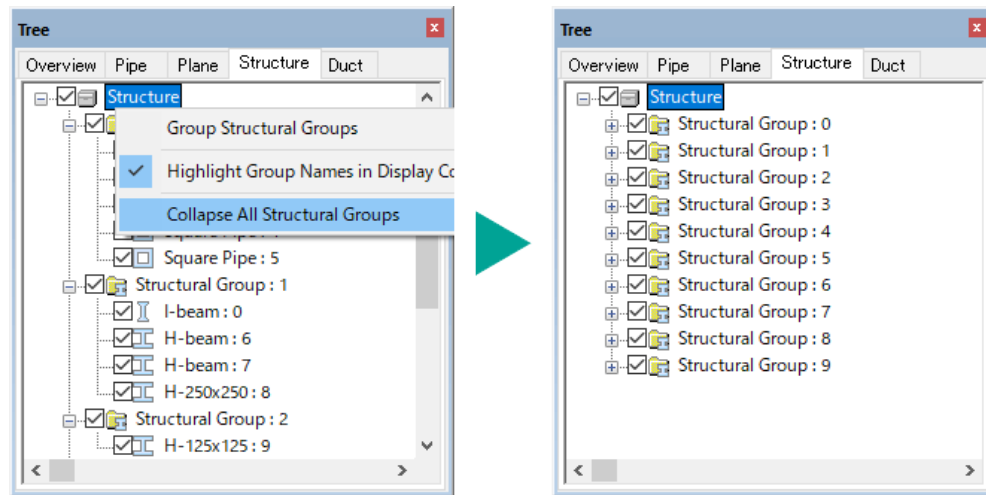 Tree
Overview Pipe Plane Structure Duct
Structure
Group Structural Groups
Highlight Group Names in Display Co
Collapse All Structural Groups
Square Pipe : 5
Structural Group : 1
I-beam : 0
H-beam : 6
H-beam : 7
H-250x250 : 8
Structural Group : 2
H-125x125 : 9
Tree
Overview Pipe Plane Structure Duct
Structure
Structural Group : 0
Structural Group : 1
Structural Group : 2
Structural Group : 3
Structural Group : 4
Structural Group : 5
Structural Group : 6
Structural Group : 7
Structural Group : 8
Structural Group : 9